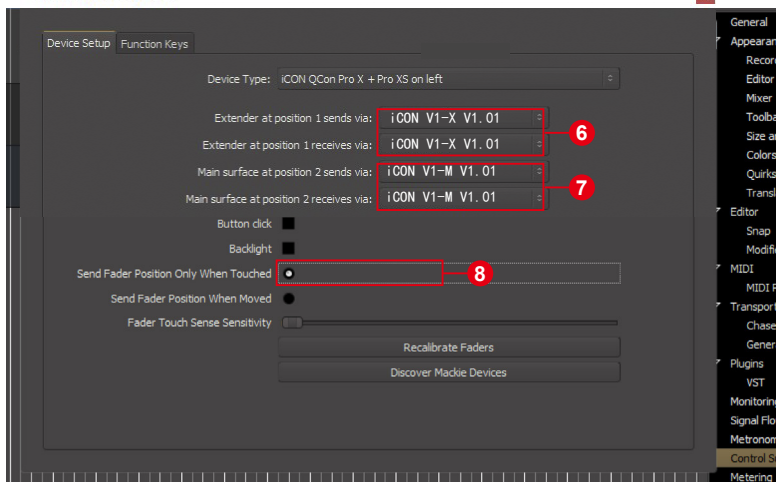 Device Setup Function Keys
Device Type: iCON QCon Pro X + Pro XS on left
Extender at position 1 sends via: iCON V1-X V1.01
6
Extender at position 1 receives via: iCON V1-X V1.01
Main surface at position 2 sends via: iCON V1-M V1.01
7
Main surface at position 2 receives via: iCON V1-M V1.01
Button click
Backlight
Send Fader Position Only When Touched 8
Send Fader Position When Moved
Fader Touch Sense Sensitivity
Recalibrate Faders
Discover Mackie Devices
General
Appearan
Recor
Editor
Mixer
Toolba
Size a
Colors
Quirks
Transl
Editor
Snap
Modifi
MIDI
MIDI P
Transport
Chase
Gener
Plugins
VST
Monitoring
Signal Flo
Metronom
Control S
Metering